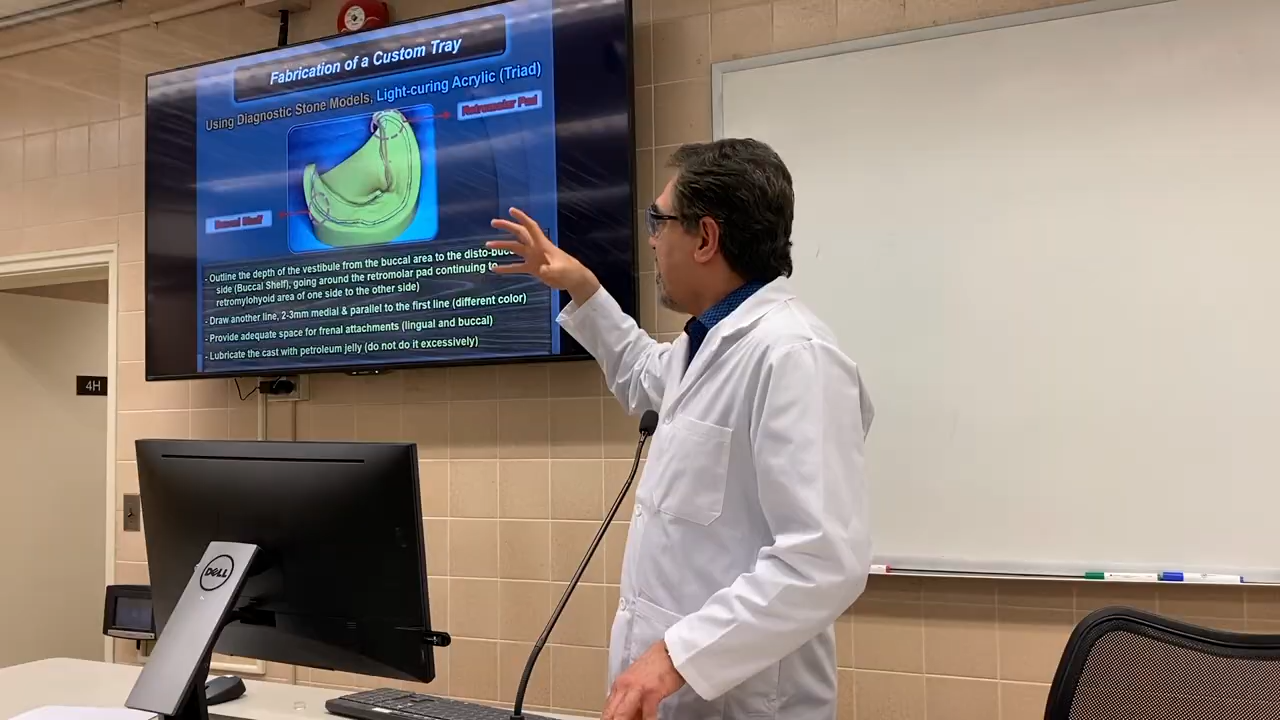 Fabrication of a Custom Tray
Using Diagnostic Stone Models, Light-curing Acrylic (Triad)
Retromolar Pad
Buccal Shelf
- Outline the depth of the vestibule from the buccal area to the
side (Buccal Shelf), going around the retromolar pad continuing to
retromylohyoid area of one side to the other side)
- Draw another line, 2-3mm medial & parallel to the first line (different color)
- Provide adequate space for frenal attachments (lingual and buccal)
- Lubricate the cast with petroleum jelly (do not do it excessively)
4H
DELL